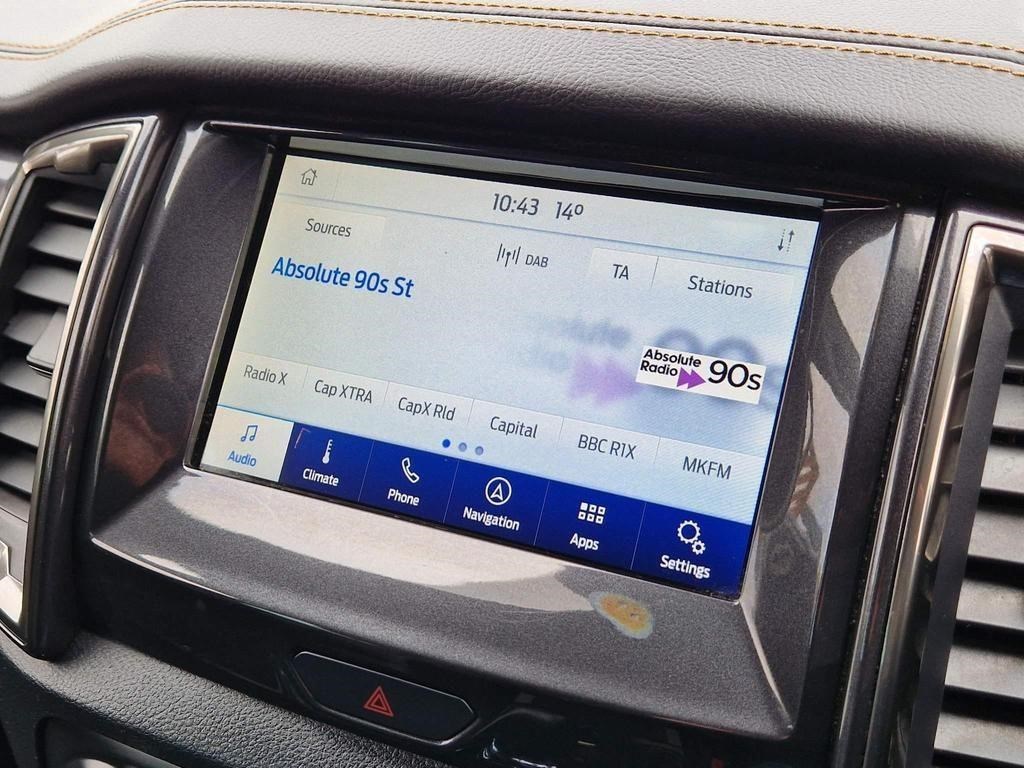 10:43 14º
Sources
DAB
TA
Stations
Absolute 90s St
Absolute
Radio
90s
Radio X
Cap XTRA
CapX Rld
Capital
BBC R1X
MKFM
Audio
Climate
Phone
Navigation
Apps
Settings